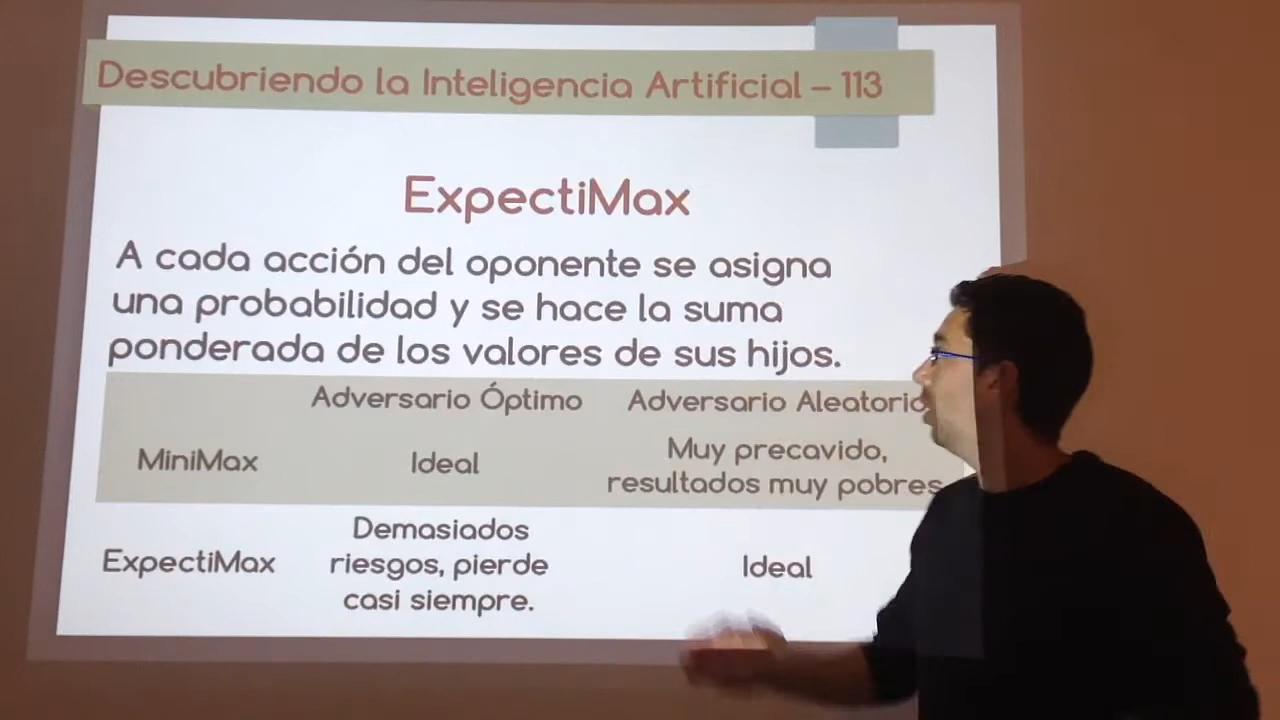 Descubriendo la Inteligencia Artificial – 113
ExpectiMax
A cada acción del oponente se asigna
una probabilidad y se hace la suma
ponderada de los valores de sus hijos.
Adversario Óptimo Adversario Aleatorio
MiniMax Ideal Muy precavido,
resultados muy pobres
ExpectiMax Demasiados
riesgos, pierde
casi siempre. Ideal